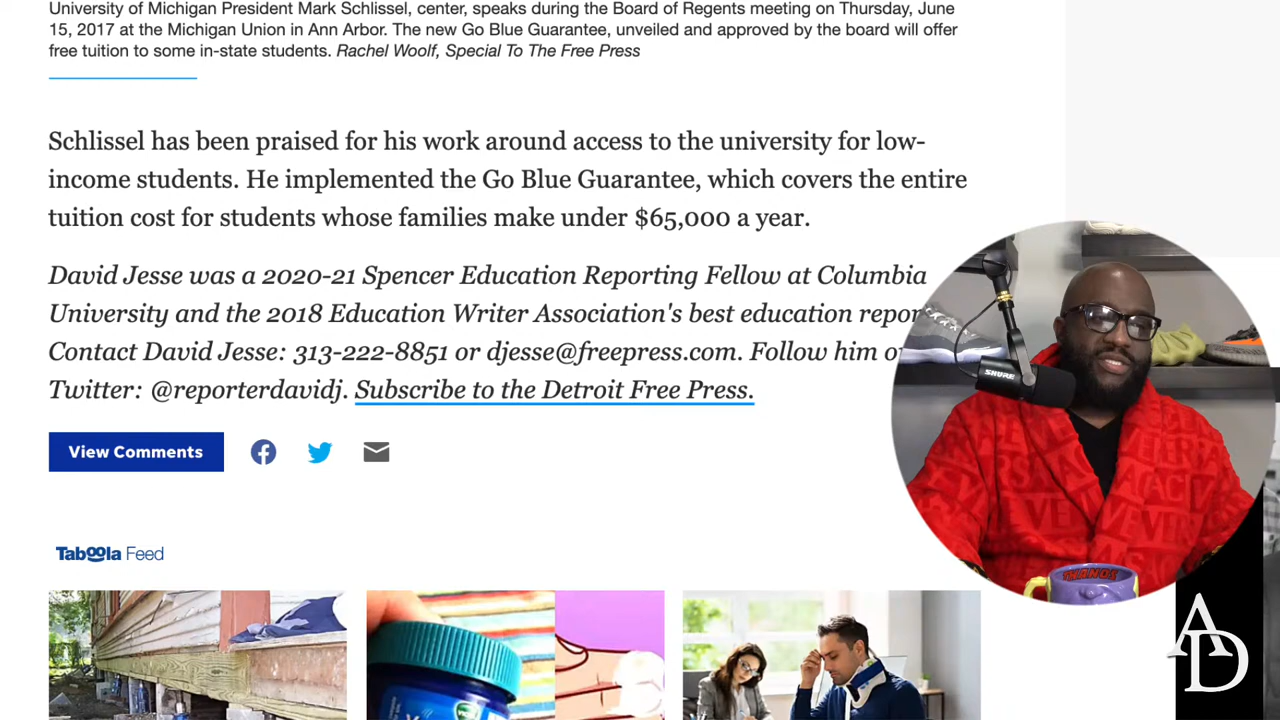 University of Michigan President Mark Schlissel, center, speaks during the Board of Regents meeting on Thursday, June
15, 2017 at the Michigan Union in Ann Arbor. The new Go Blue Guarantee, unveiled and approved by the board will offer
free tuition to some in-state students. Rachel Woolf, Special To The Free Press
Schlissel has been praised for his work around access to the university for low-
income students. He implemented the Go Blue Guarantee, which covers the entire
tuition cost for students whose families make under $65,000 a year.
David Jesse was a 2020-21 Spencer Education Reporting Fellow at Columbia
University and the 2018 Education Writer Association's best education
Contact David Jesse: 313-222-8851 or djesse@freepress.com. Follow him
Twitter: @reporterdavidj. Subscribe to the Detroit Free Press.
View Comments
Taboola Feed
SHURE
THANOS
AD